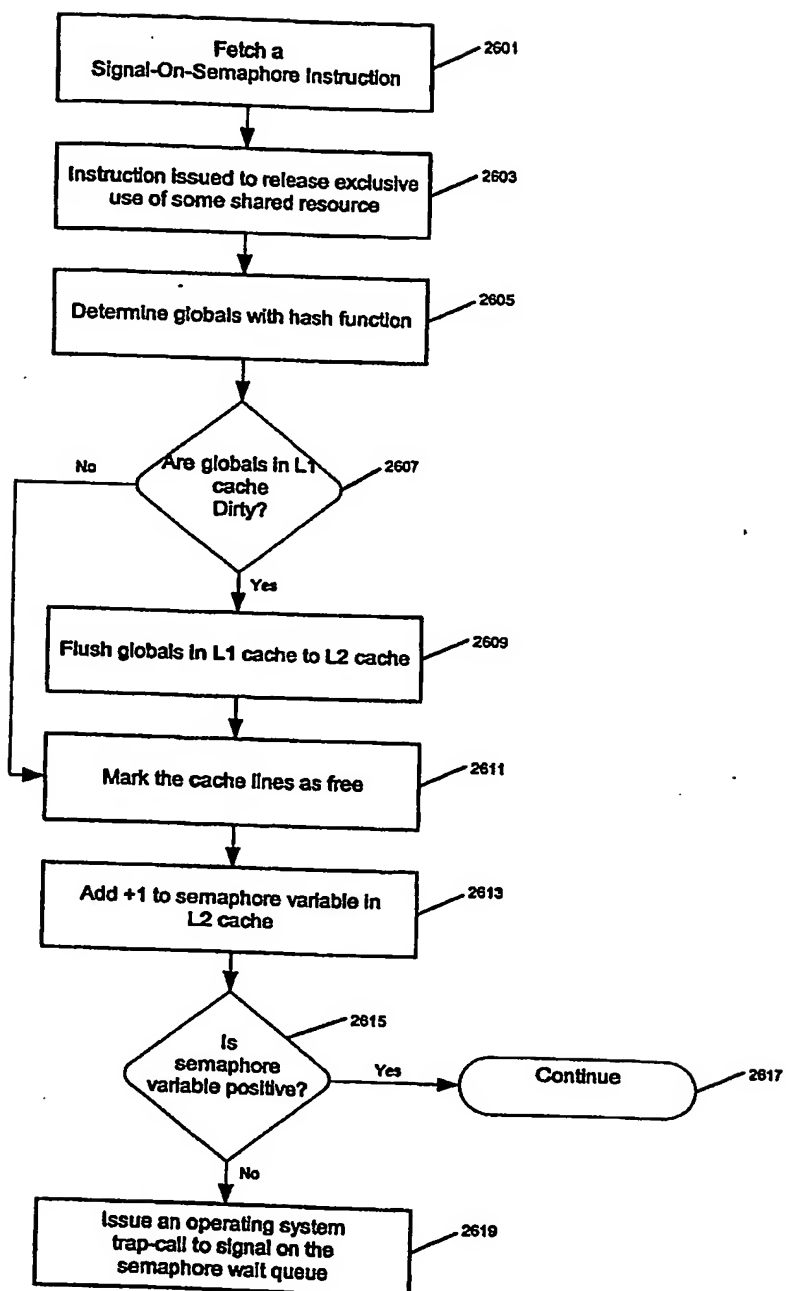 Fetch a
Signal-On-Semaphore Instruction
2601
Instruction issued to release exclusive
use of some shared resource
2603
Determine globals with hash function
2605
Are globals in L1
cache
Dirty?
2607
No
Yes
Flush globals in L1 cache to L2 cache
2609
Mark the cache lines as free
2611
Add +1 to semaphore variable in
L2 cache
2613
Is
semaphore
variable positive?
2615
Yes
Continue
2617
No
Issue an operating system
trap-call to signal on the
semaphore wait queue
2619